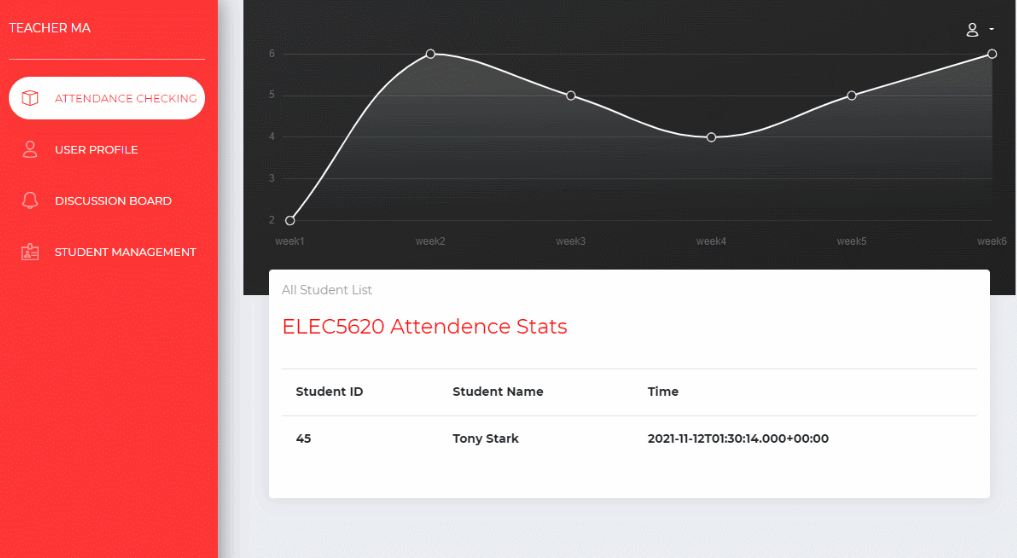 TEACHER MA
ATTENDANCE CHECKING
USER PROFILE
DISCUSSION BOARD
STUDENT MANAGEMENT
6
5
4
3
2
week1 week2 week3 week4 week5 week6
All Student List
ELEC5620 Attendence Stats
Student ID Student Name Time
45 Tony Stark 2021-11-12T01:30:14.000+00:00